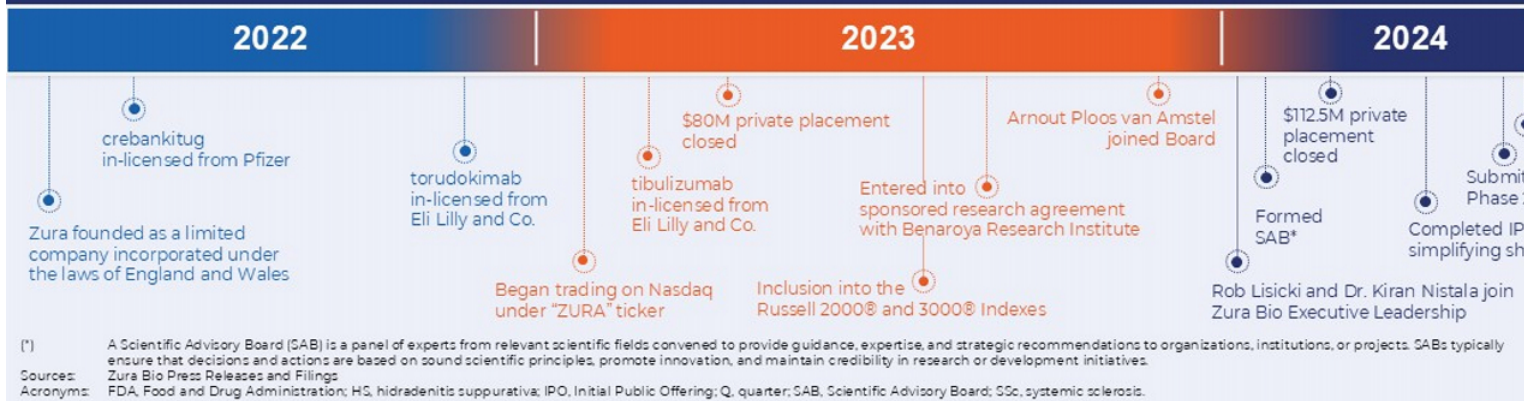 2022
2023
2024
crebankitug
in-licensed from Pfizer
Zura founded as a limited
company incorporated under
the laws of England and Wales
torudokimab
in-licensed from
Eli Lilly and Co.
Began trading on Nasdaq
under “ZURA” ticker
tibulizumab
in-licensed from
Eli Lilly and Co.
$80M private placement
closed
Inclusion into the
Russell 2000® and 3000® Indexes
Entered into
sponsored research agreement
with Benaroya Research Institute
Arnout Ploos van Amstel
joined Board
Rob Lisicki and Dr. Kiran Nistala join
Zura Bio Executive Leadership
Formed
SAB*
$112.5M private
placement
closed
Completed IP
simplifying sh
Submit
Phase 2
(*) A Scientific Advisory Board (SAB) is a panel of experts from relevant scientific fields convened to provide guidance, expertise, and strategic recommendations to organizations, institutions, or projects. SABs typically
ensure that decisions and actions are based on sound scientific principles, promote innovation, and maintain credibility in research or development initiatives.
Sources: Zura Bio Press Releases and Filings
Acronyms: FDA, Food and Drug Administration; HS, hidradenitis suppurativa; IPO, Initial Public Offering; Q, quarter; SAB, Scientific Advisory Board; SSc, systemic sclerosis.